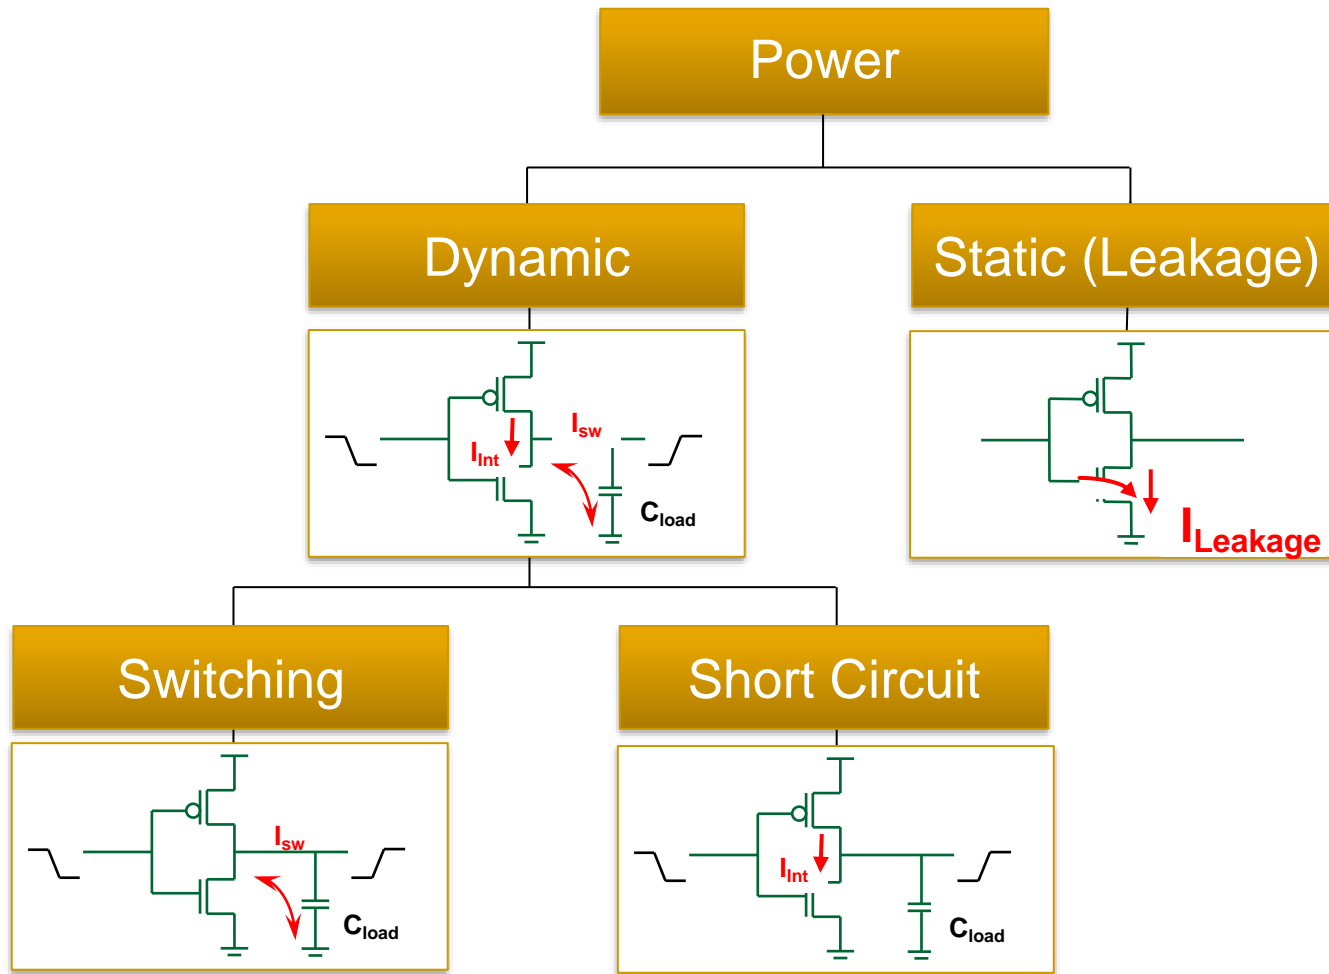 Power
Dynamic
Static (Leakage)
Isw
IInt
Cload
ILeakage
Switching
Short Circuit
Isw
Cload
IInt
Cload